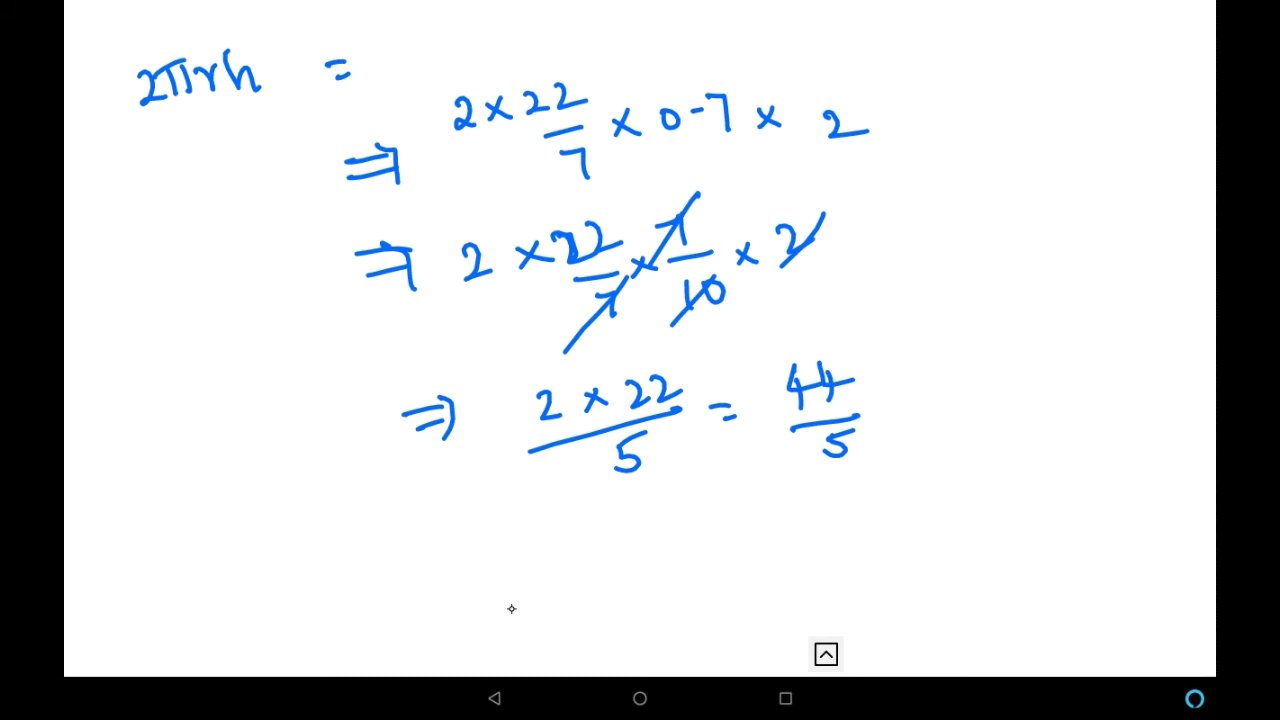 2πrh =
⇒ 2 × 22/7 × 0.7 × 2
⇒ 2 × 22/7 × 7/10 × 2
⇒ 2 × 22/5 = 44/5